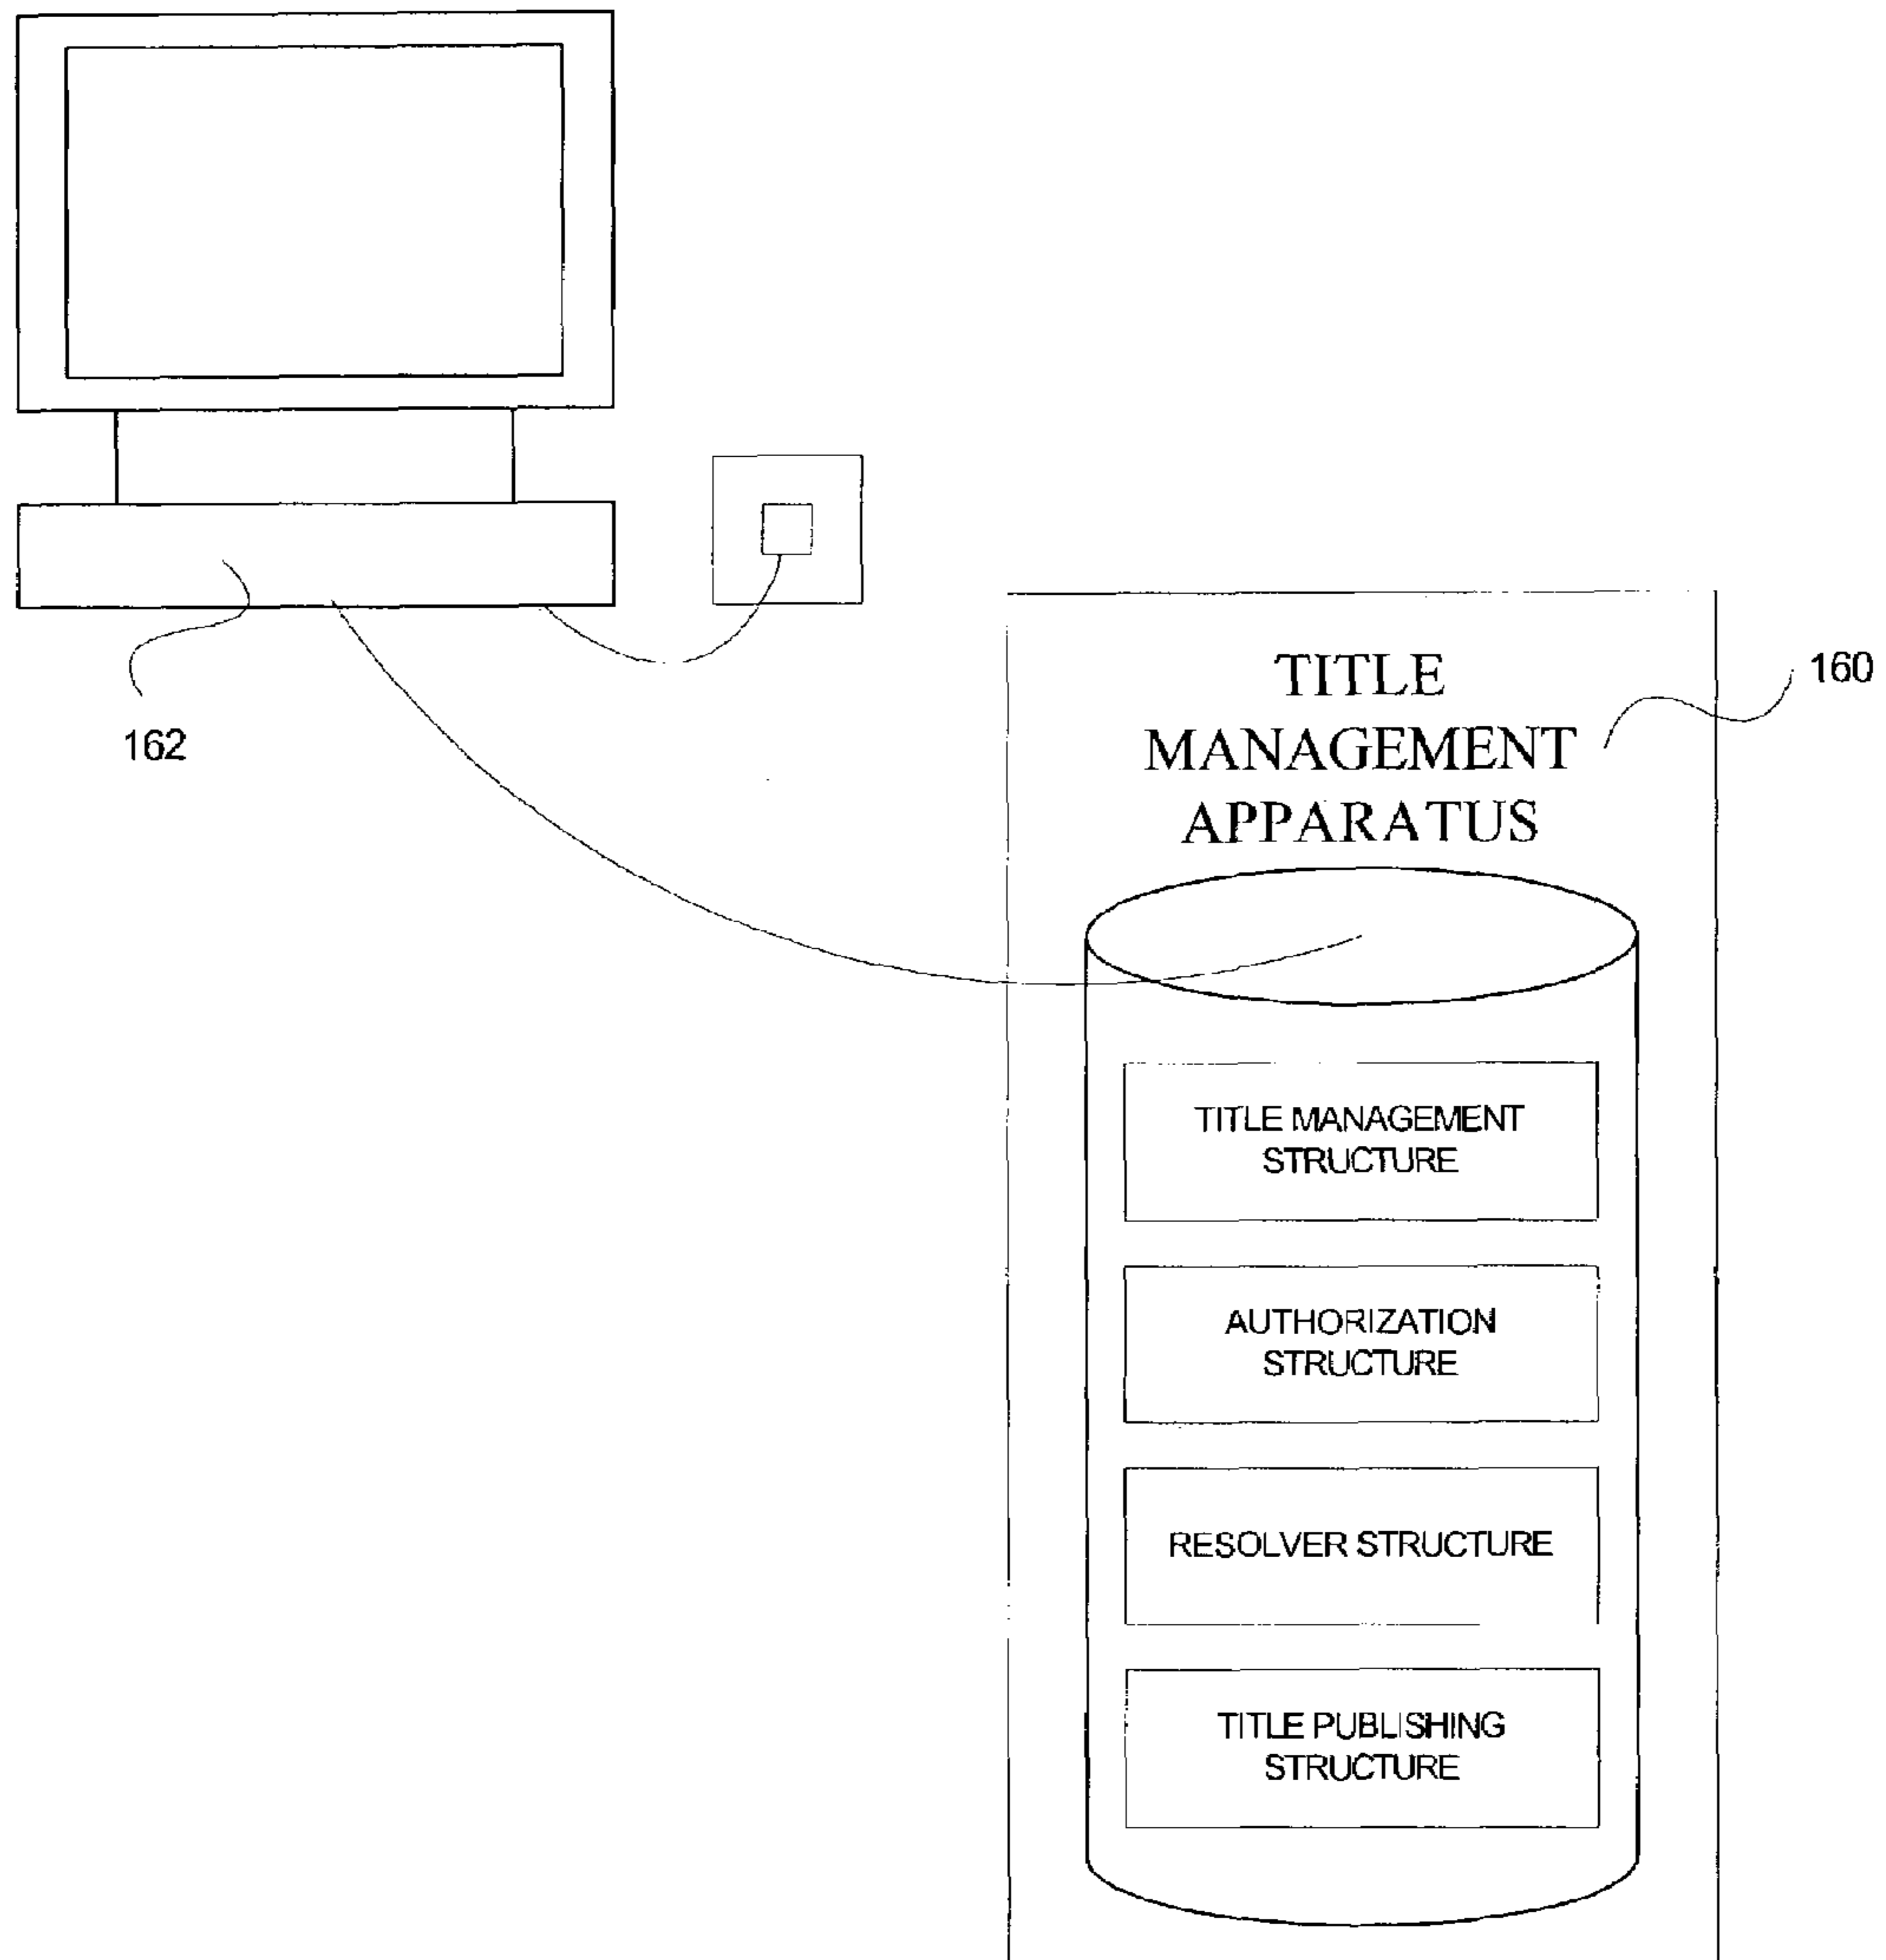 162
160
TITLE
MANAGEMENT
APPARATUS
TITLE MANAGEMENT
STRUCTURE
AUTHORIZATION
STRUCTURE
RESOLVER STRUCTURE
TITLE PUBLISHING
STRUCTURE